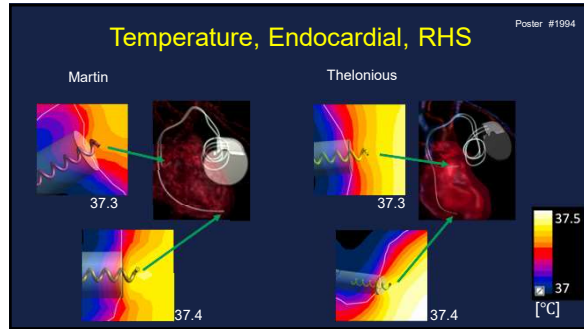 Poster #1994
Temperature, Endocardial, RHS
Martin
Thelonious
37.3
37.3
37.5
37
[°C]
37.4
37.4